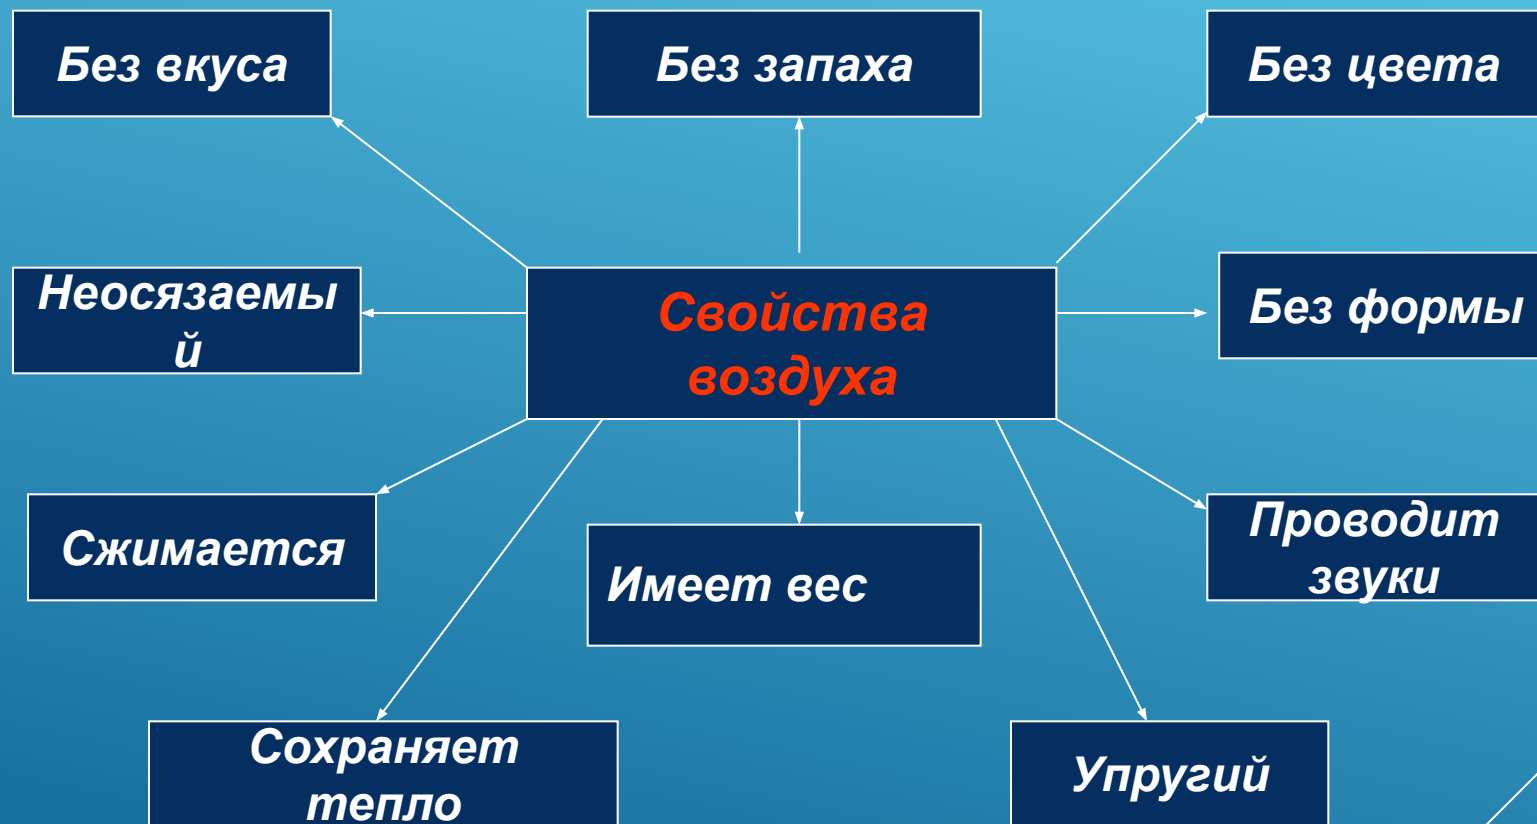 Без вкуса
Без запаха
Без цвета
Неосязаемы
й
Свойства
воздуха
Без формы
Сжимается
Имеет вес
Проводит
звуки
Сохраняет
тепло
Упругий